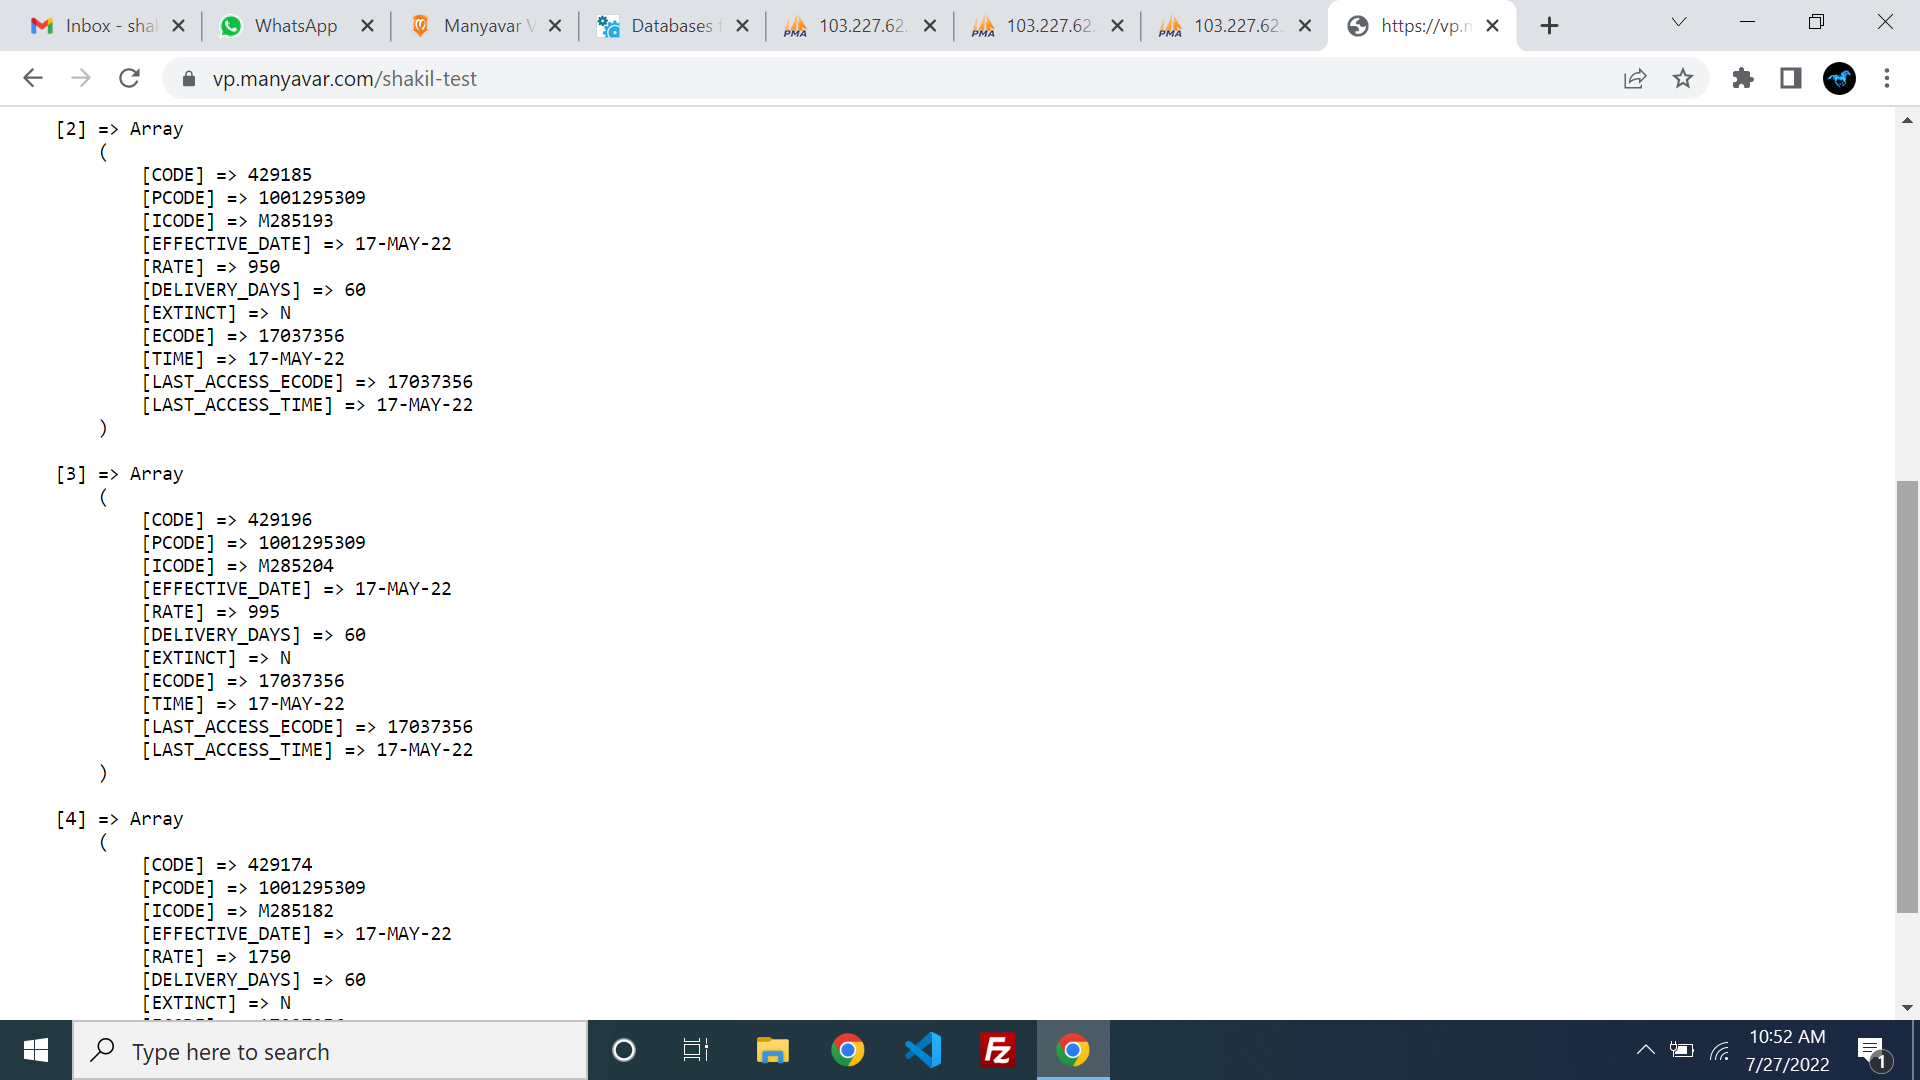 Inbox - sha
WhatsApp
Manyavar V
Databases f
PMA 103.227.62.
PMA 103.227.62.
PMA 103.227.62.
https://vp.m
vp.manyavar.com/shakil-test
[2] => Array
(
[CODE] => 429185
[PCODE] => 1001295309
[ICODE] => M285193
[EFFECTIVE_DATE] => 17-MAY-22
[RATE] => 950
[DELIVERY_DAYS] => 60
[EXTINCT] => N
[ECODE] => 17037356
[TIME] => 17-MAY-22
[LAST_ACCESS_ECODE] => 17037356
[LAST_ACCESS_TIME] => 17-MAY-22
)
[3] => Array
(
[CODE] => 429196
[PCODE] => 1001295309
[ICODE] => M285204
[EFFECTIVE_DATE] => 17-MAY-22
[RATE] => 995
[DELIVERY_DAYS] => 60
[EXTINCT] => N
[ECODE] => 17037356
[TIME] => 17-MAY-22
[LAST_ACCESS_ECODE] => 17037356
[LAST_ACCESS_TIME] => 17-MAY-22
)
[4] => Array
(
[CODE] => 429174
[PCODE] => 1001295309
[ICODE] => M285182
[EFFECTIVE_DATE] => 17-MAY-22
[RATE] => 1750
[DELIVERY_DAYS] => 60
[EXTINCT] => N
Type here to search
Fz
10:52 AM
7/27/2022
1